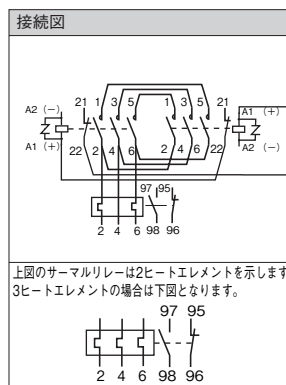 接続図
21 1 3 5 1 3 5 21
A2 (−) A1 (+)
A1 (+) 22 2 4 6 2 4 6 22 A2 (−)
97 95
2 4 6 98 96
上図のサーマルリレーは2ヒートエレメントを示します
3ヒートエレメントの場合は下図となります。
97 95
2 4 6 98 96